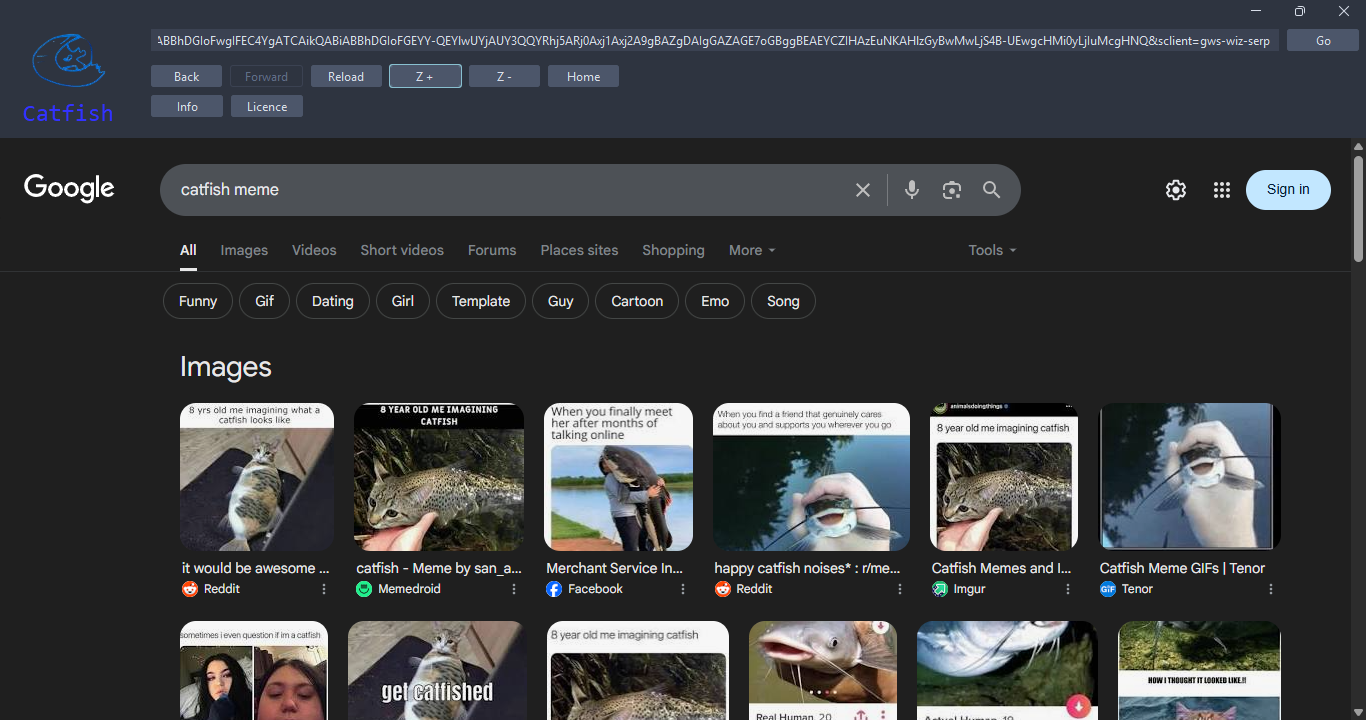 Catfish
ABBhDGIoFwgIFEC4YgATCAikQABiABBhDGIoFGEYY-QEYIwUYjAUY3QQYRhj5ARj0Axj1Axj2A9gBAZgDAIgGAZAGE7oGBggBEAEYCZIHAzEuNKAHIzGyBwMwLjS4B-UEwgcHMi0yLjIuMcgHNQ&sclient=gws-wiz-serp
Go
Back Forward Reload Z + Z - Home
Info Licence
Google
catfish meme
Sign in
All Images Videos Short videos Forums Places sites Shopping More Tools
Funny Gif Dating Girl Template Guy Cartoon Emo Song
Images
8 yrs old me imagining what a
catfish looks like
8 YEAR OLD ME IMAGINING
CATFISH
When you finally meet
her after months of
talking online
When you find a friend that genuinely cares
about you and supports you wherever you go
animalsdoingthings
8 year old me imagining catfish
it would be awesome ...
Reddit
catfish - Meme by san_a...
Memedroid
Merchant Service In...
Facebook
happy catfish noises* : r/me...
Reddit
Catfish Memes and I...
Imgur
Catfish Meme GIFs | Tenor
GIF Tenor
sometimes i even question if im a catfish
get catfished
8 year old me imagining catfish
Real Human, 20
Actual Human, 19
HOW I THOUGHT IT LOOKED LIKE.!!